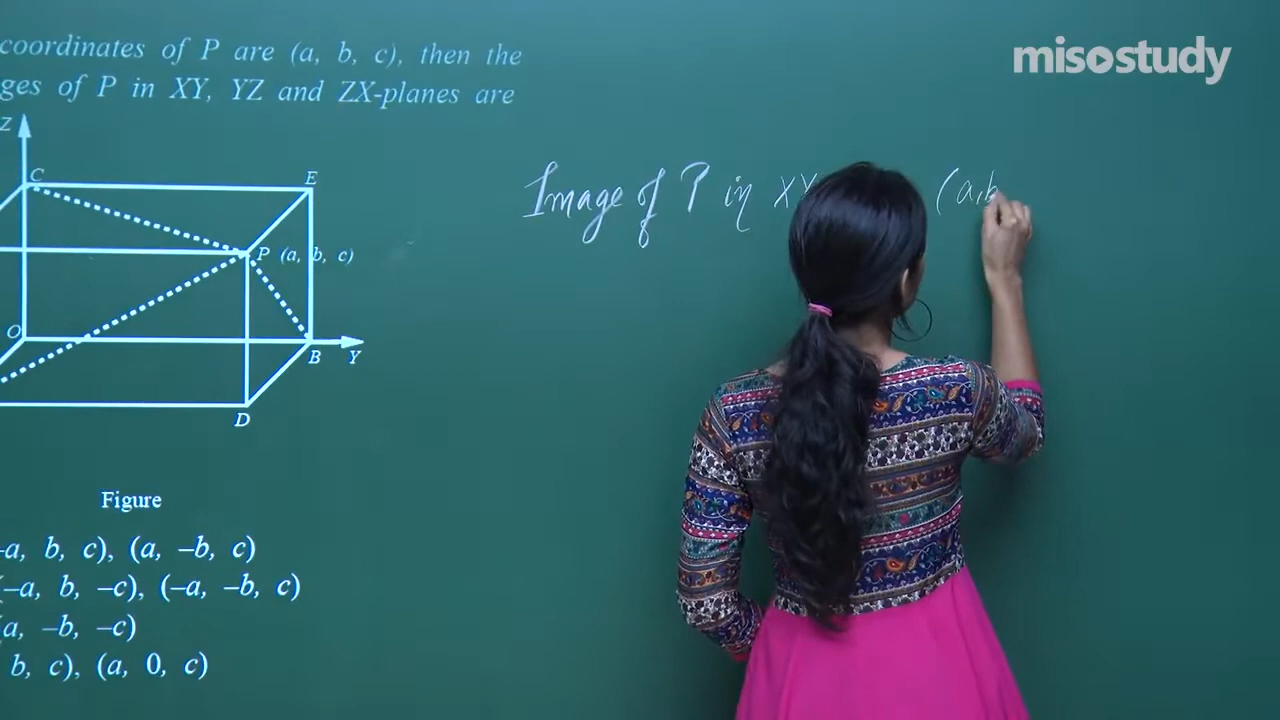 misostudy
coordinates of P are (a, b, c), then the
ges of P in XY, YZ and ZX-planes are
Z
C
E
P (a, b, c)
O
B
Y
D
Image of P in XY (a, b
Figure
-a, b, c), (a, –b, c)
(–a, b, –c), (–a, –b, c)
(a, –b, –c)
b, c), (a, 0, c)